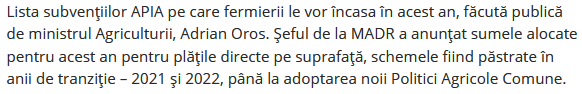 Lista subvenţiilor APIA pe care fermierii le vor încasa în acest an, făcută publică
de ministrul Agriculturii, Adrian Oros. Şeful de la MADR a anunţat sumele alocate
pentru acest an pentru plăţile directe pe suprafaţă, schemele fiind păstrate în
anii de tranziţie – 2021 şi 2022, până la adoptarea noii Politici Agricole Comune.